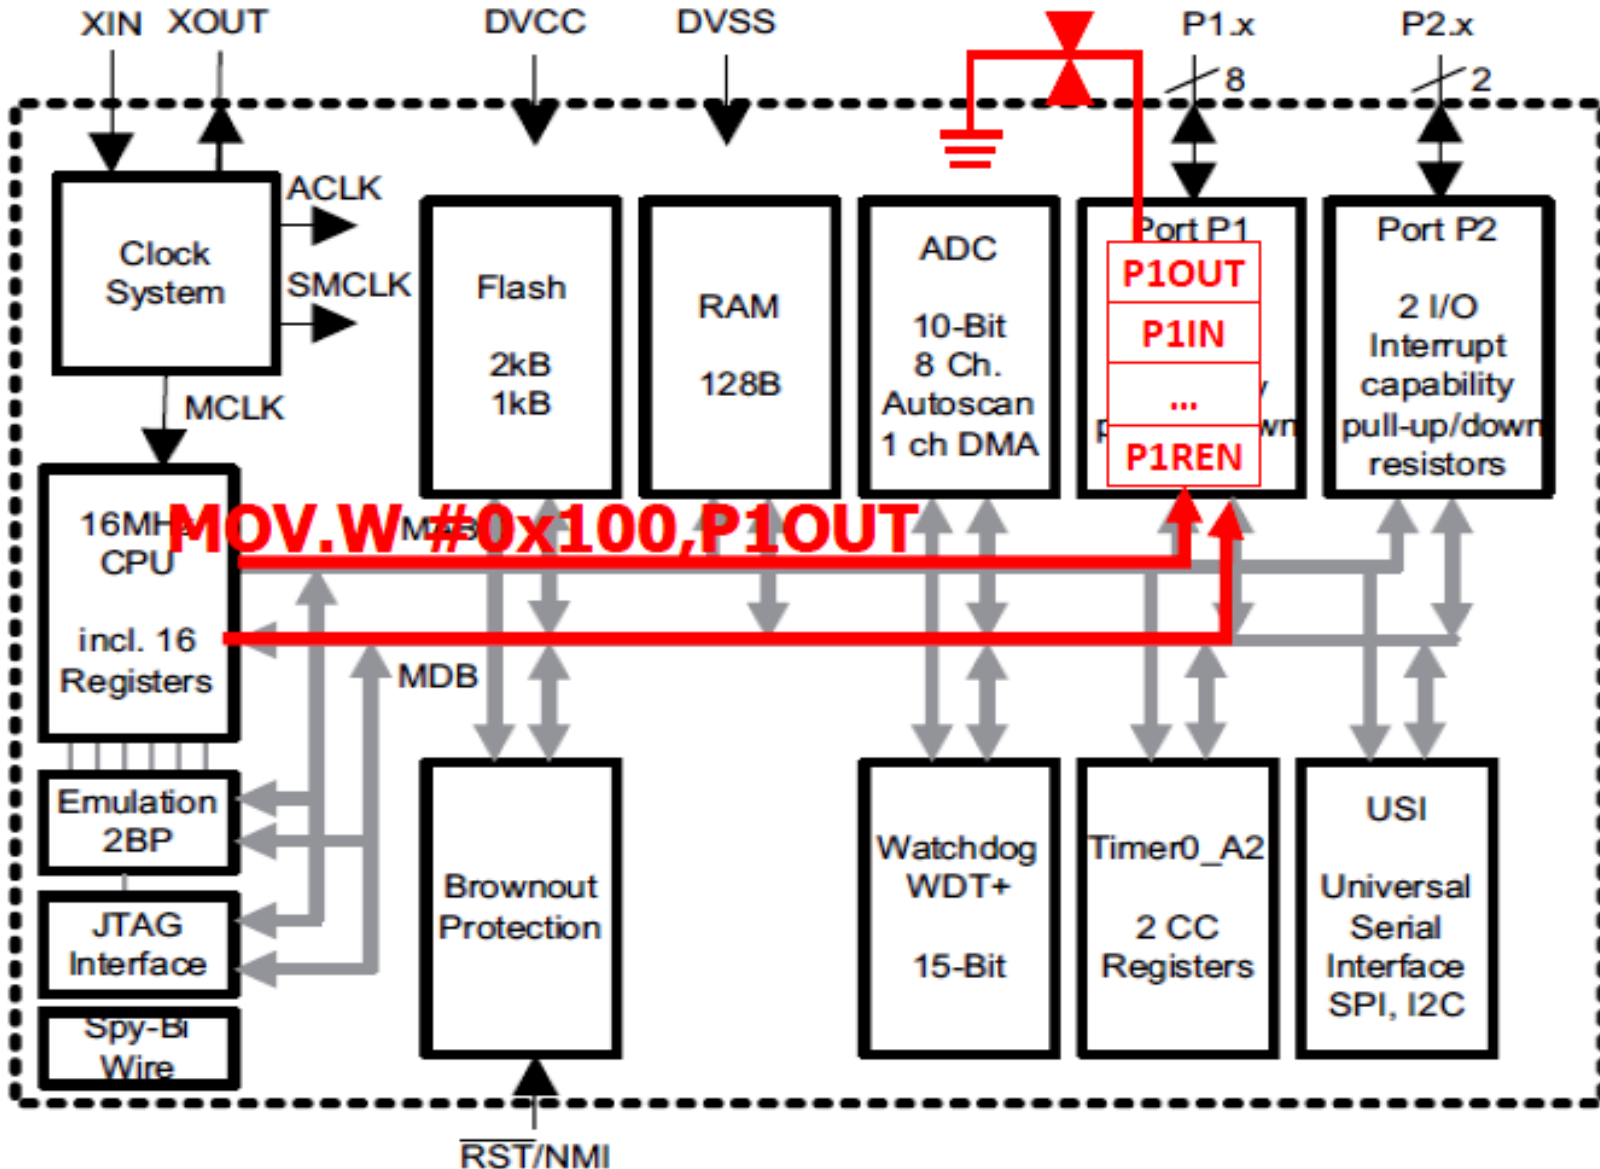 XIN XOUT DVCC DVSS P1.x P2.x
8 2
Clock
System
ACLK
SMCLK
MCLK
Flash
2kB
1kB
RAM
128B
ADC
10-Bit
8 Ch.
Autoscan
1 ch DMA
Port P1
P1OUT
P1IN
...
P1REN
Port P2
2 I/O
Interrupt
capability
pull-up/down
resistors
MOV.W #0x100,P1OUT
16MHz
CPU
incl. 16
Registers
MAB
MDB
Emulation
2BP
JTAG
Interface
Spy-Bi
Wire
Brownout
Protection
Watchdog
WDT+
15-Bit
Timer0_A2
2 CC
Registers
USI
Universal
Serial
Interface
SPI, I2C
RST/NMI